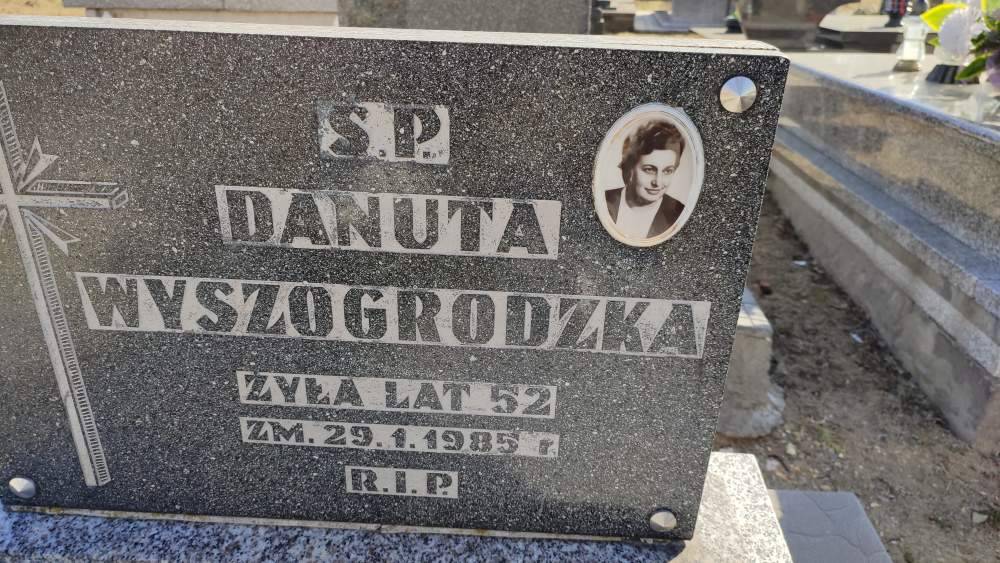 Ś.P.
DANUTA
WYSZOGRODZKA
ŻYŁA LAT 52
ZM. 29.1.1985 r
R.I.P.